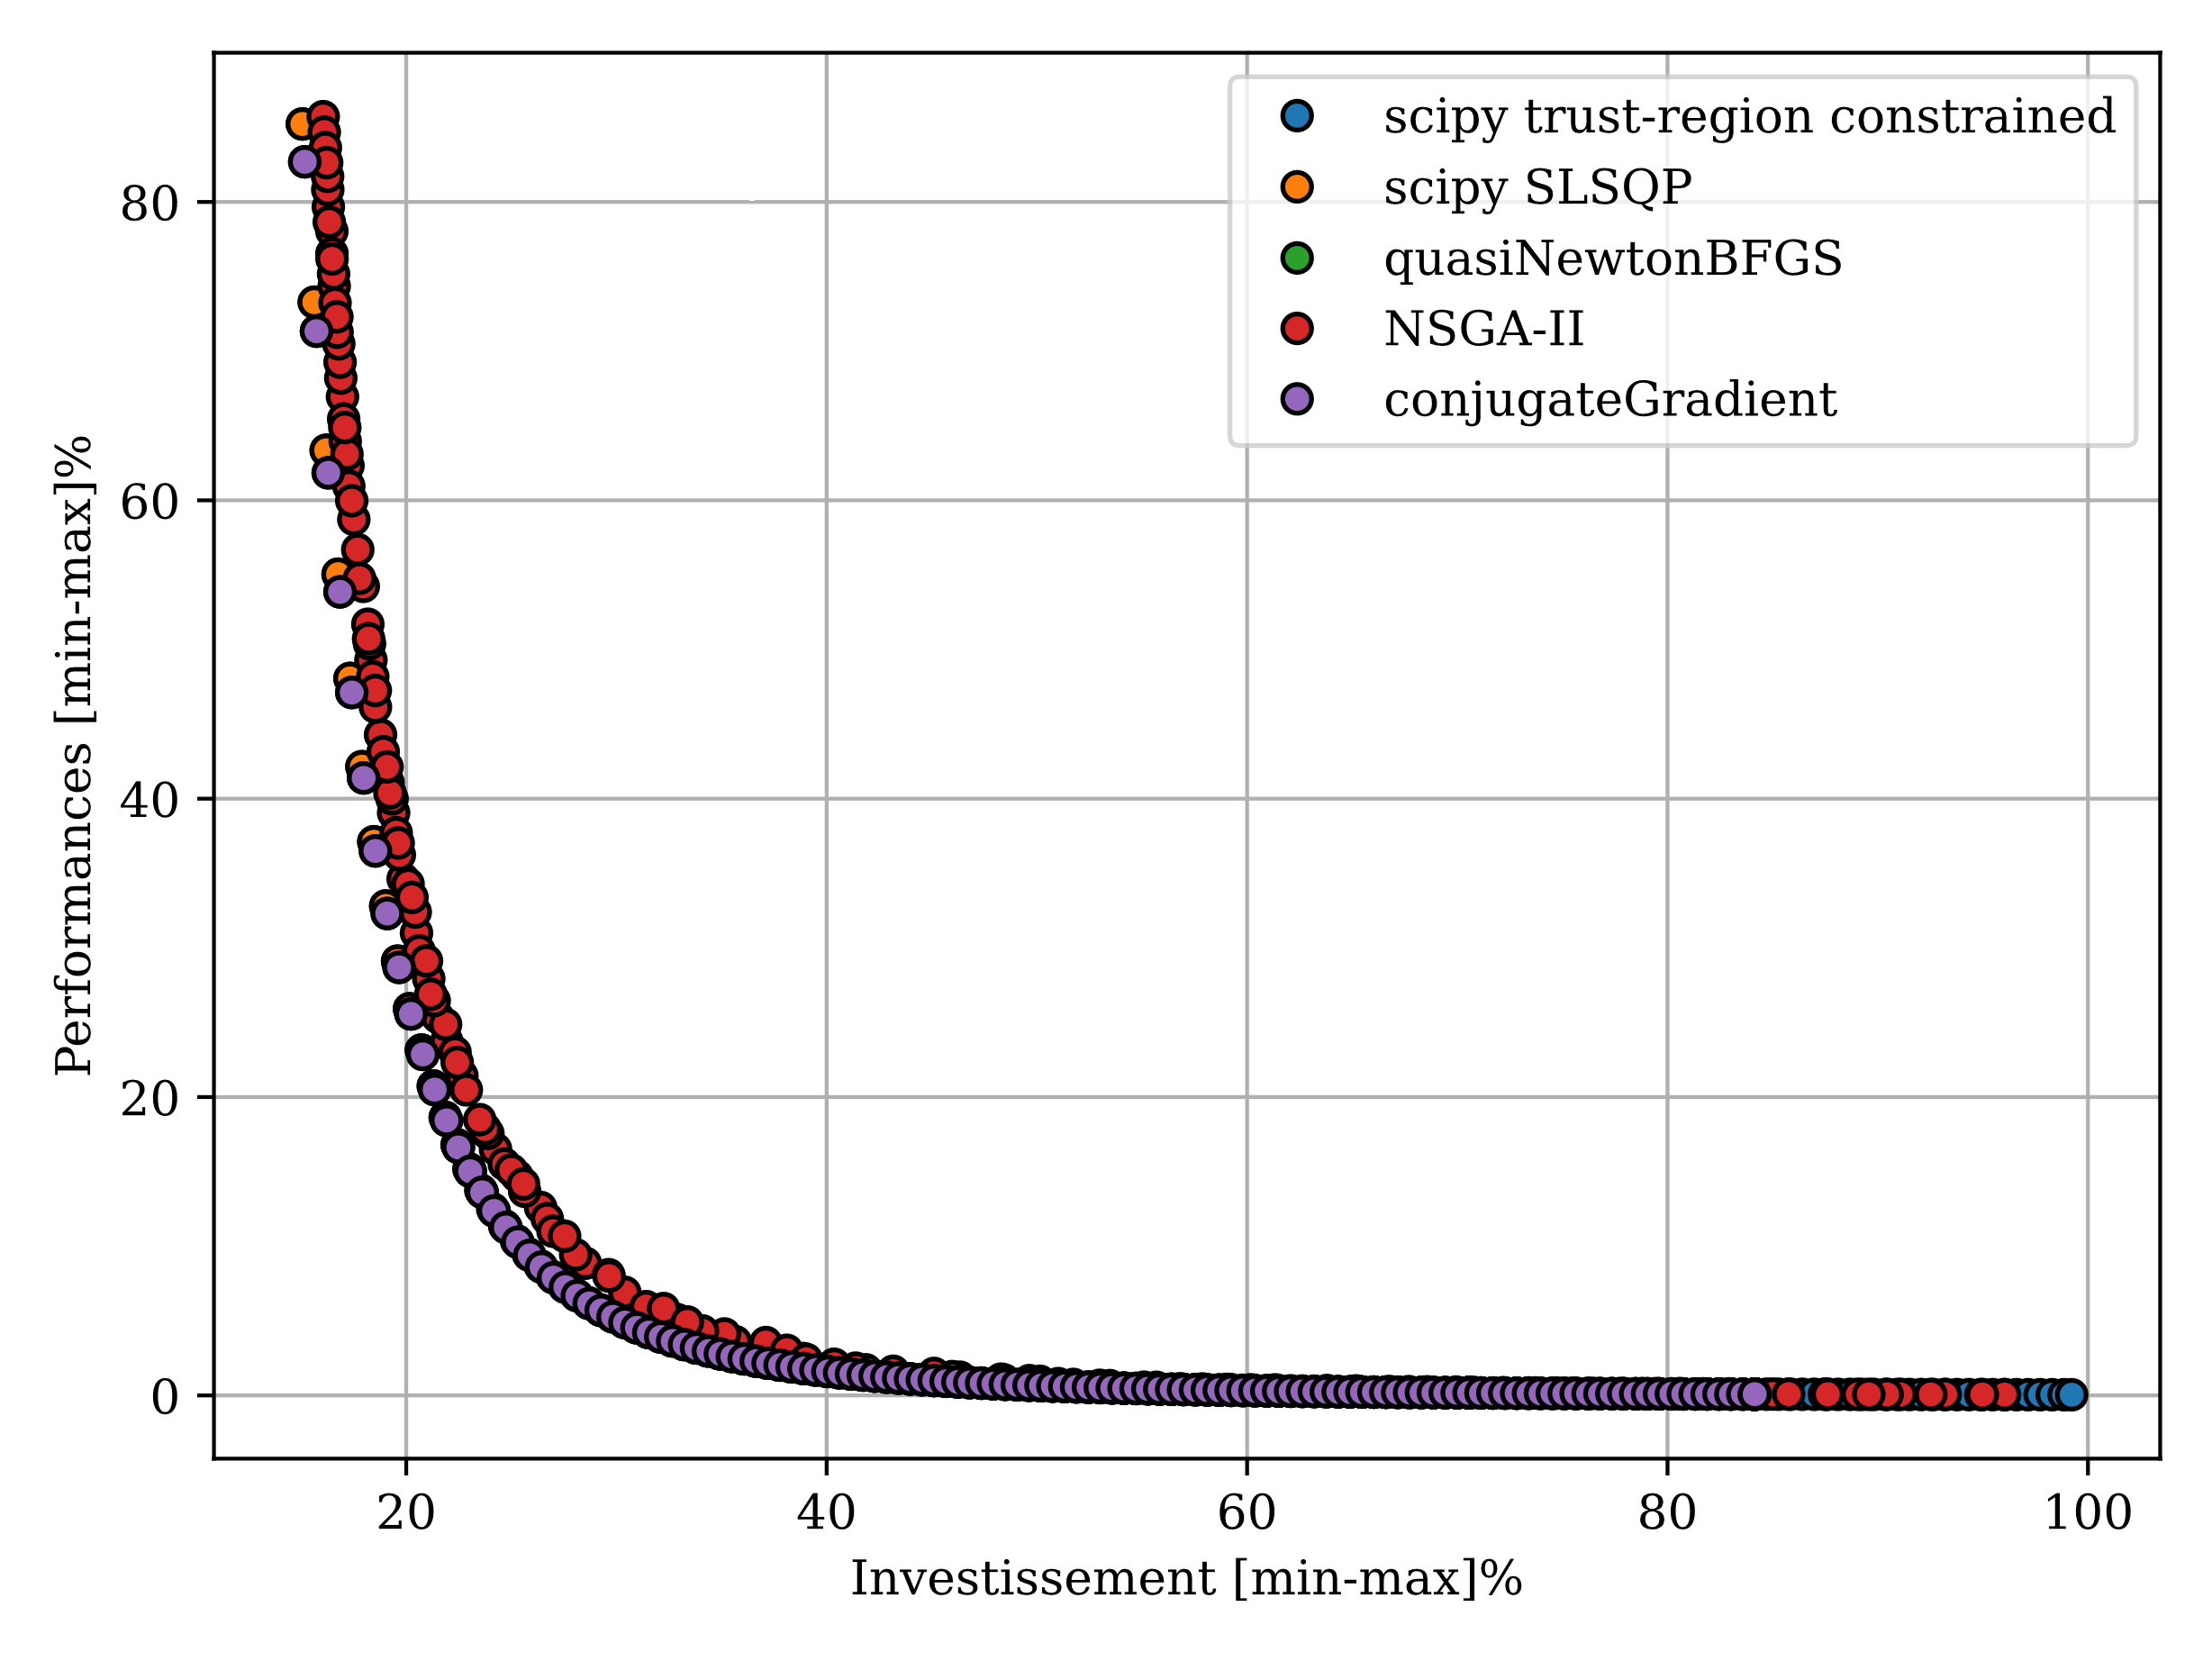 scipy trust-region constrained
scipy SLSQP
quasiNewtonBFGS
NSGA-II
conjugateGradient
Performances [min-max]%
80
60
40
20
0
20 40 60 80 100
Investissement [min-max]%